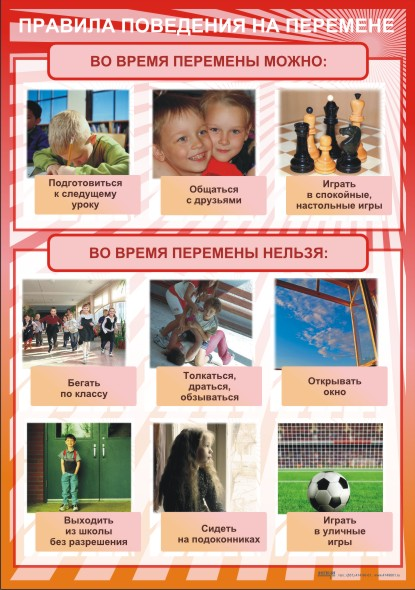 ПРАВИЛА ПОВЕДЕНИЯ НА ПЕРЕМЕНЕ
ВО ВРЕМЯ ПЕРЕМЕНЫ МОЖНО:
Подготовиться
к следущему
уроку
Общаться
с друзьями
Играть
в спокойные,
настольные игры
ВО ВРЕМЯ ПЕРЕМЕНЫ НЕЛЬЗЯ:
Бегать
по классу
Толкаться,
драться,
обзываться
Открывать
окно
Выходить
из школы
без разрешения
Сидеть
на подоконниках
Играть
в уличные
игры